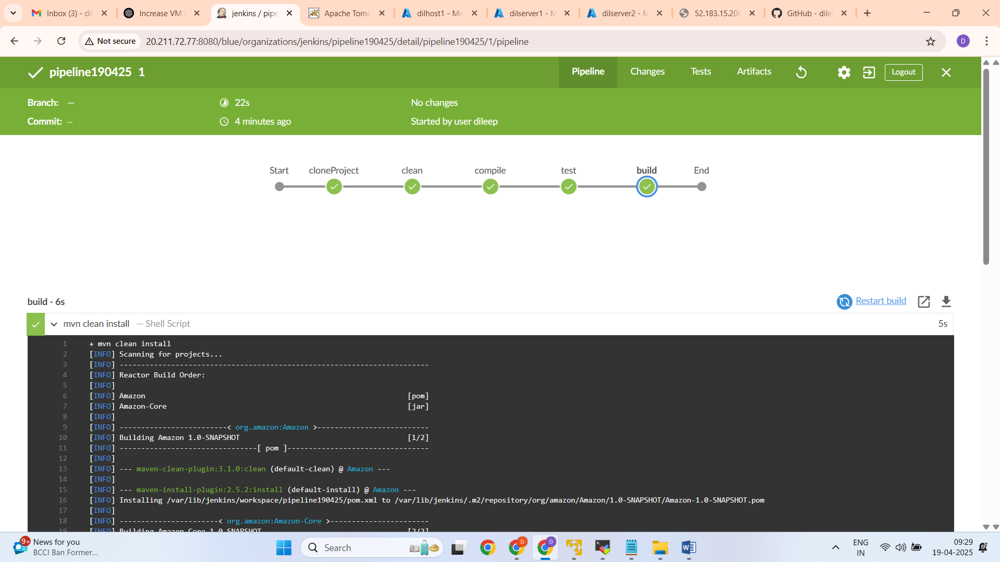 Inbox (3) - dil
Increase VM
jenkins / pipe
Apache Tomc
dilhost1 - Mic
dilserver1 - M
dilserver2 - M
52.183.15.206
GitHub - dile
Not secure
20.211.72.77:8080/blue/organizations/jenkins/pipeline190425/detail/pipeline190425/1/pipeline
D
pipeline190425 1
Pipeline
Changes
Tests
Artifacts
Logout
Branch: —
22s
No changes
Commit: –
4 minutes ago
Started by user dileep
Start
cloneProject
clean
compile
test
build
End
build - 6s
Restart build
mvn clean install — Shell Script
5s
1 + mvn clean install
2 [INFO] Scanning for projects...
3 [INFO] ------------------------------------------------------------------------
4 [INFO] Reactor Build Order:
5 [INFO]
6 [INFO] Amazon [pom]
7 [INFO] Amazon-Core [jar]
8 [INFO]
9 [INFO] -------------------------< org.amazon:Amazon >--------------------------
10 [INFO] Building Amazon 1.0-SNAPSHOT [1/2]
11 [INFO] --------------------------------[ pom ]---------------------------------
12 [INFO]
13 [INFO] --- maven-clean-plugin:3.1.0:clean (default-clean) @ Amazon ---
14 [INFO]
15 [INFO] --- maven-install-plugin:2.5.2:install (default-install) @ Amazon ---
16 [INFO] Installing /var/lib/jenkins/workspace/pipeline190425/pom.xml to /var/lib/jenkins/.m2/repository/org/amazon/Amazon/1.0-SNAPSHOT/Amazon-1.0-SNAPSHOT.pom
17 [INFO]
18 [INFO] -----------------------< org.amazon:Amazon-Core >-----------------------
19 [INFO] Building Amazon-Core 1.0-SNAPSHOT [2/2]
9+
News for you
BCCI Ban Former...
Search
D
D
ENG
IN
09:29
19-04-2025